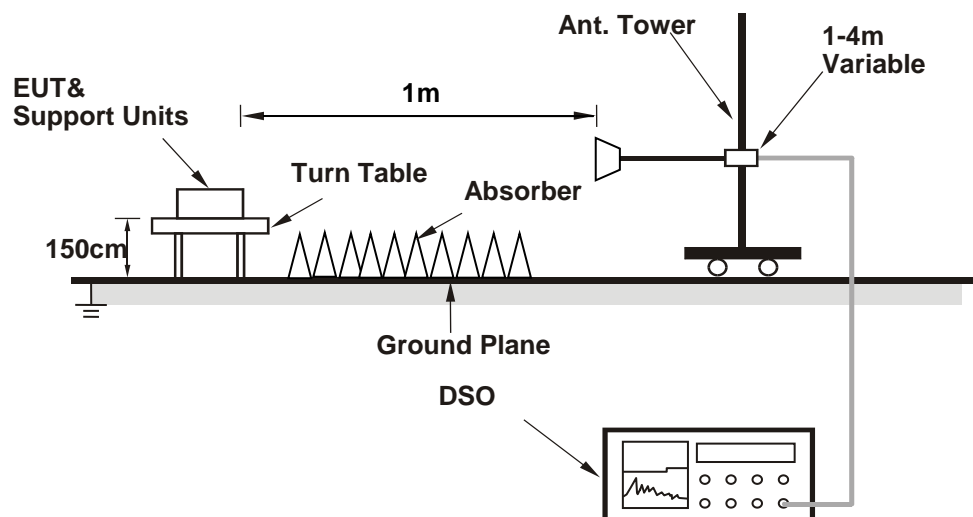 Ant. Tower
1-4m
Variable
EUT&
Support Units
1m
Turn Table
Absorber
150cm
Ground Plane
DSO